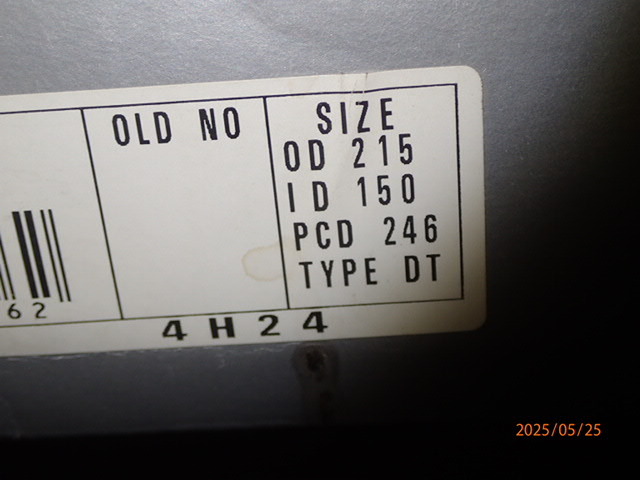 OLD NO
SIZE
OD 215
ID 150
PCD 246
TYPE DT
62
4H24
2025/05/25